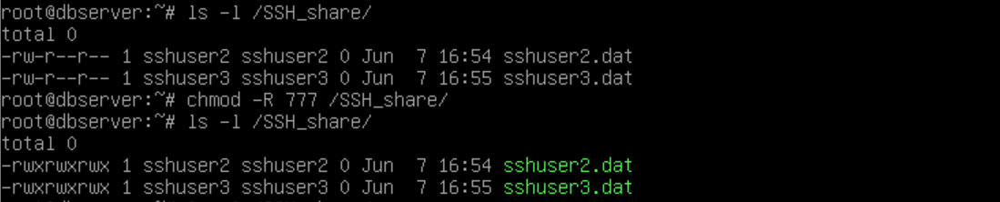 root@dbserver:~# ls -l /SSH_share/
total 0
-rw-r--r-- 1 sshuser2 sshuser2 0 Jun  7 16:54 sshuser2.dat
-rw-r--r-- 1 sshuser3 sshuser3 0 Jun  7 16:55 sshuser3.dat
root@dbserver:~# chmod -R 777 /SSH_share/
root@dbserver:~# ls -l /SSH_share/
total 0
-rwxrwxrwx 1 sshuser2 sshuser2 0 Jun  7 16:54 sshuser2.dat
-rwxrwxrwx 1 sshuser3 sshuser3 0 Jun  7 16:55 sshuser3.dat